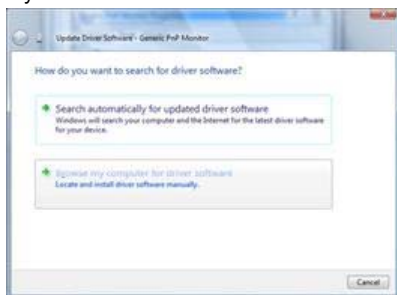 Update Driver Software - Generic PnP Monitor
How do you want to search for driver software?
Search automatically for updated driver software
Windows will search your computer and the Internet for the latest driver software
for your device.
Browse my computer for driver software
Locate and install driver software manually.
Cancel